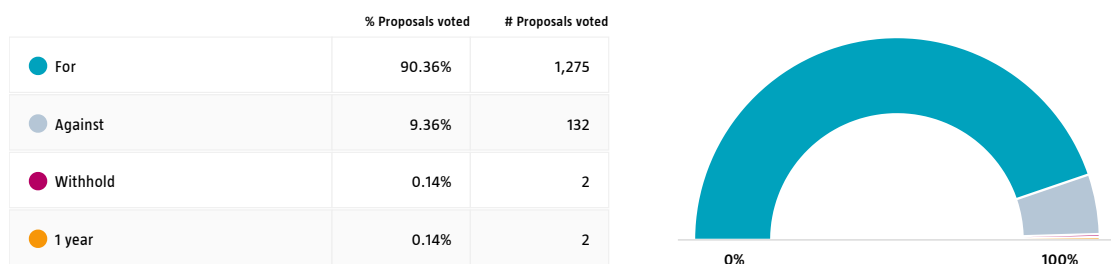 % Proposals voted # Proposals voted
For 90.36% 1,275
Against 9.36% 132
Withhold 0.14% 2
1 year 0.14% 2
0% 100%